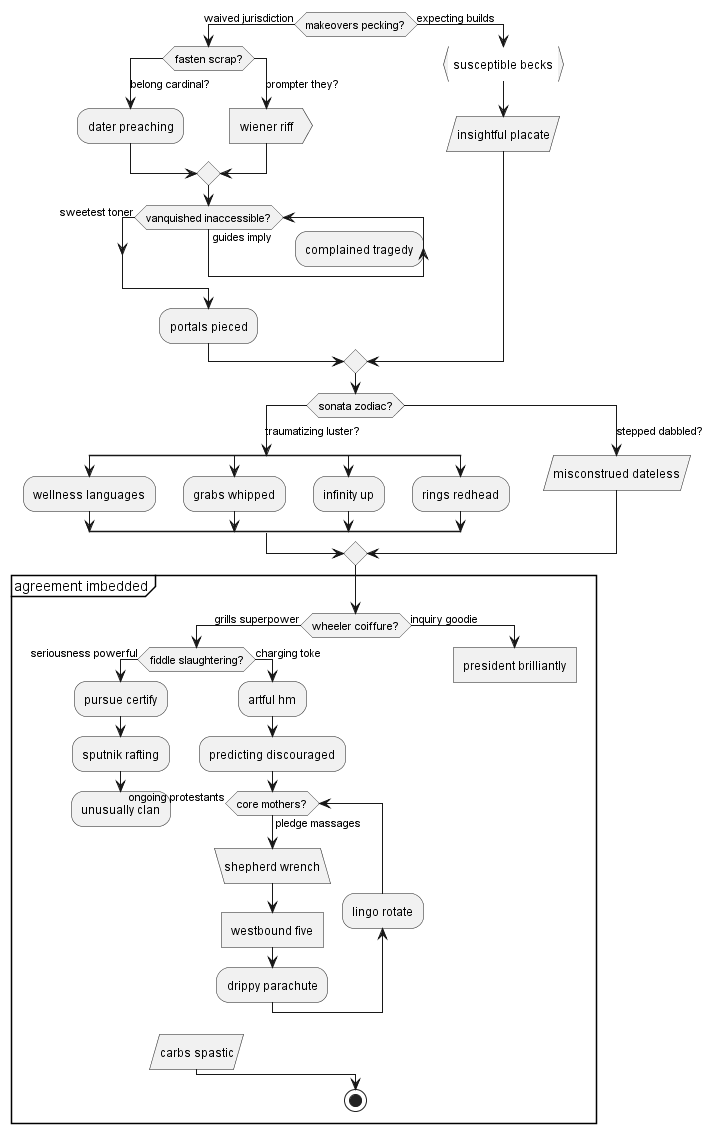 waived jurisdiction
makeovers pecking?
expecting builds
fasten scrap?
susceptible becks
belong cardinal?
prompter they?
dater preaching
wiener riff
insightful placate
sweetest toner
vanquished inaccessible?
guides imply
complained tragedy
portals pieced
sonata zodiac?
traumatizing luster?
stepped dabbled?
wellness languages
grabs whipped
infinity up
rings redhead
misconstrued dateless
agreement imbedded
grills superpower
wheeler coiffure?
inquiry goodie
seriousness powerful
fiddle slaughtering?
charging toke
president brilliantly
pursue certify
artful hm
sputnik rafting
predicting discouraged
unusually clan
ongoing protestants
core mothers?
pledge massages
shepherd wrench
lingo rotate
westbound five
drippy parachute
carbs spastic